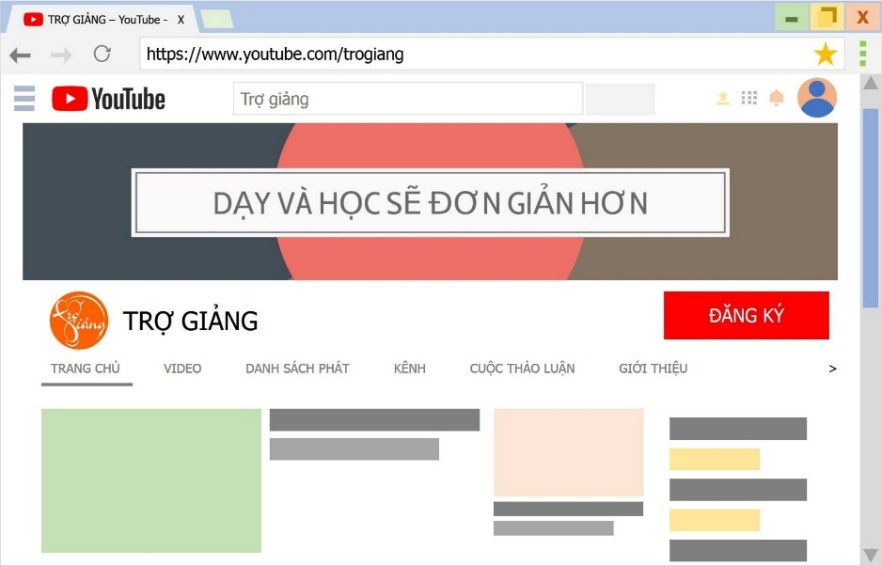 TRỢ GIẢNG – YouTube - X
X
https://www.youtube.com/trogiang
YouTube
Trợ giảng
DẠY VÀ HỌC SẼ ĐƠN GIẢN HƠN
Trợ Giảng
TRỢ GIẢNG
ĐĂNG KÝ
TRANG CHỦ VIDEO DANH SÁCH PHÁT KÊNH CUỘC THẢO LUẬN GIỚI THIỆU >